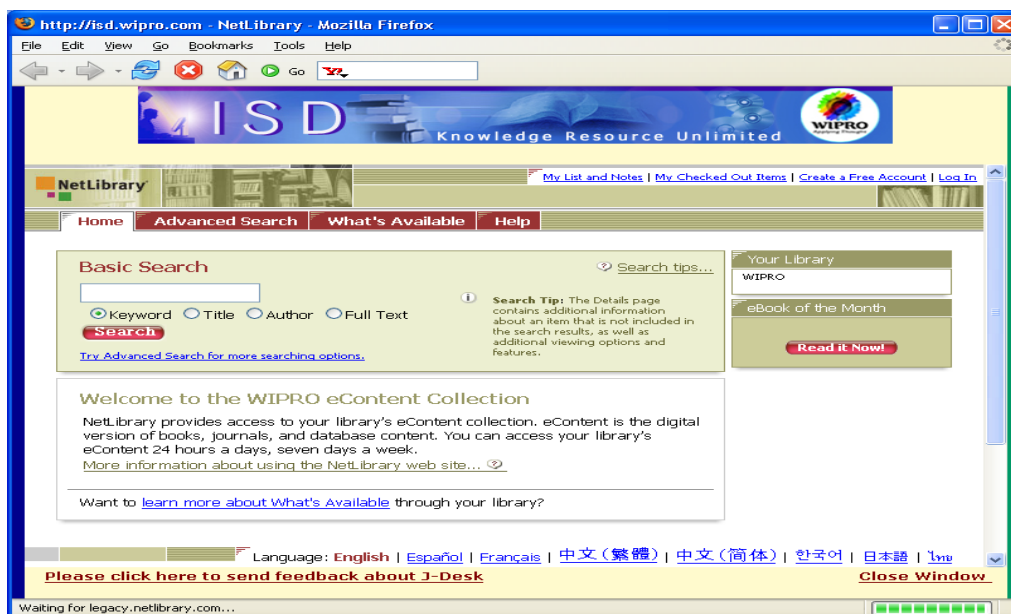 http://isd.wipro.com - NetLibrary - Mozilla Firefox
File Edit View Go Bookmarks Tools Help
Go
ISD
Knowledge Resource Unlimited
WIPRO
Applying Thought
NetLibrary
My List and Notes | My Checked Out Items | Create a Free Account | Log In
Home Advanced Search What's Available Help
Basic Search
Search tips...
Keyword Title Author Full Text
Search
Try Advanced Search for more searching options.
Search Tip: The Details page
contains additional information
about an item that is not included in
the search results, as well as
additional viewing options and
features.
Your Library
WIPRO
eBook of the Month
Read it Now!
Welcome to the WIPRO eContent Collection
NetLibrary provides access to your library's eContent collection. eContent is the digital
version of books, journals, and database content. You can access your library's
eContent 24 hours a days, seven days a week.
More information about using the NetLibrary web site...
Want to learn more about What's Available through your library?
Language: English | Español | Français | 中文(繁體) | 中文(简体) | 한국어 | 日本語 | ไทย
Please click here to send feedback about J-Desk
Close Window
Waiting for legacy.netlibrary.com...